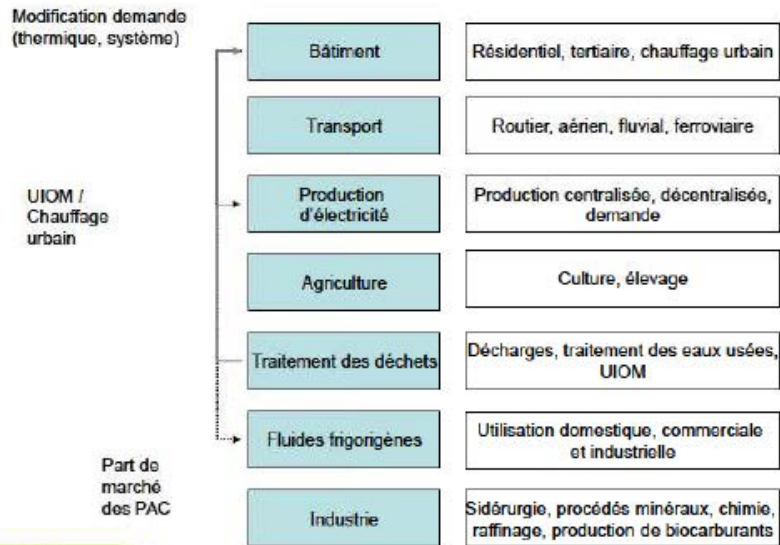 Modification demande
(thermique, système)
Bâtiment
Résidentiel, tertiaire, chauffage urbain
Transport
Routier, aérien, fluvial, ferroviaire
UIOM /
Chauffage
urbain
Production
d'électricité
Production centralisée, décentralisée,
demande
Agriculture
Culture, élevage
Traitement des déchets
Décharges, traitement des eaux usées,
UIOM
Fluides frigorigènes
Utilisation domestique, commerciale
et industrielle
Part de
marché
des PAC
Industrie
Sidérurgie, procédés minéraux, chimie,
raffinage, production de biocarburants